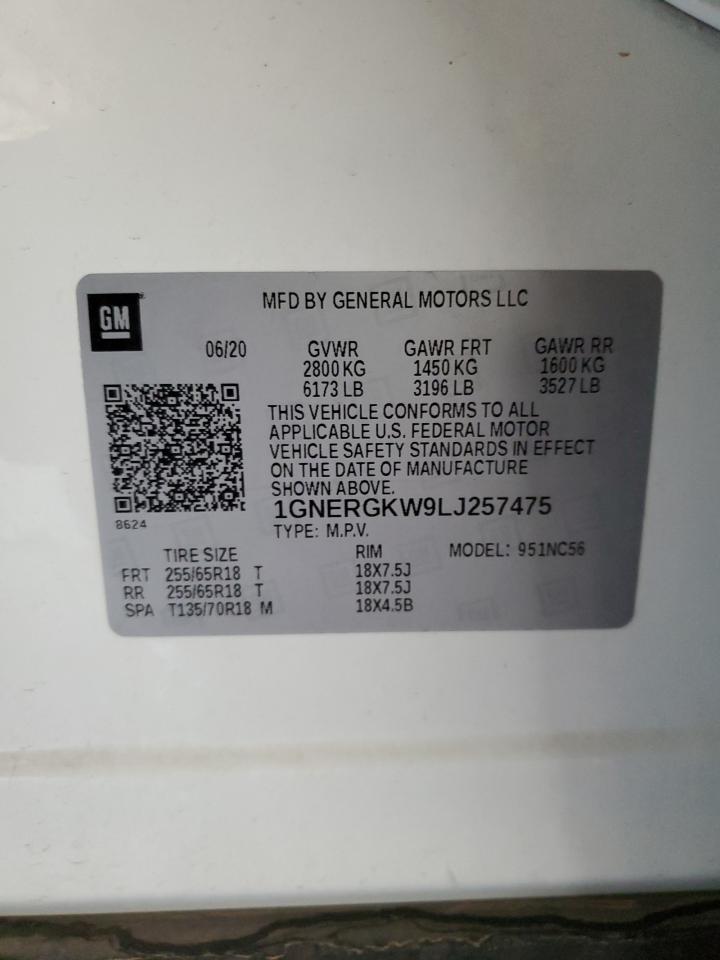 GM
MFD BY GENERAL MOTORS LLC
06/20 GVWR GAWR FRT GAWR RR
2800 KG 1450 KG 1600 KG
6173 LB 3196 LB 3527 LB
THIS VEHICLE CONFORMS TO ALL
APPLICABLE U.S. FEDERAL MOTOR
VEHICLE SAFETY STANDARDS IN EFFECT
ON THE DATE OF MANUFACTURE
SHOWN ABOVE.
8624
1GNERGKW9LJ257475
TYPE: M.P.V.
TIRE SIZE RIM MODEL: 951NC56
FRT 255/65R18 T 18X7.5J
RR 255/65R18 T 18X7.5J
SPA T135/70R18 M 18X4.5B